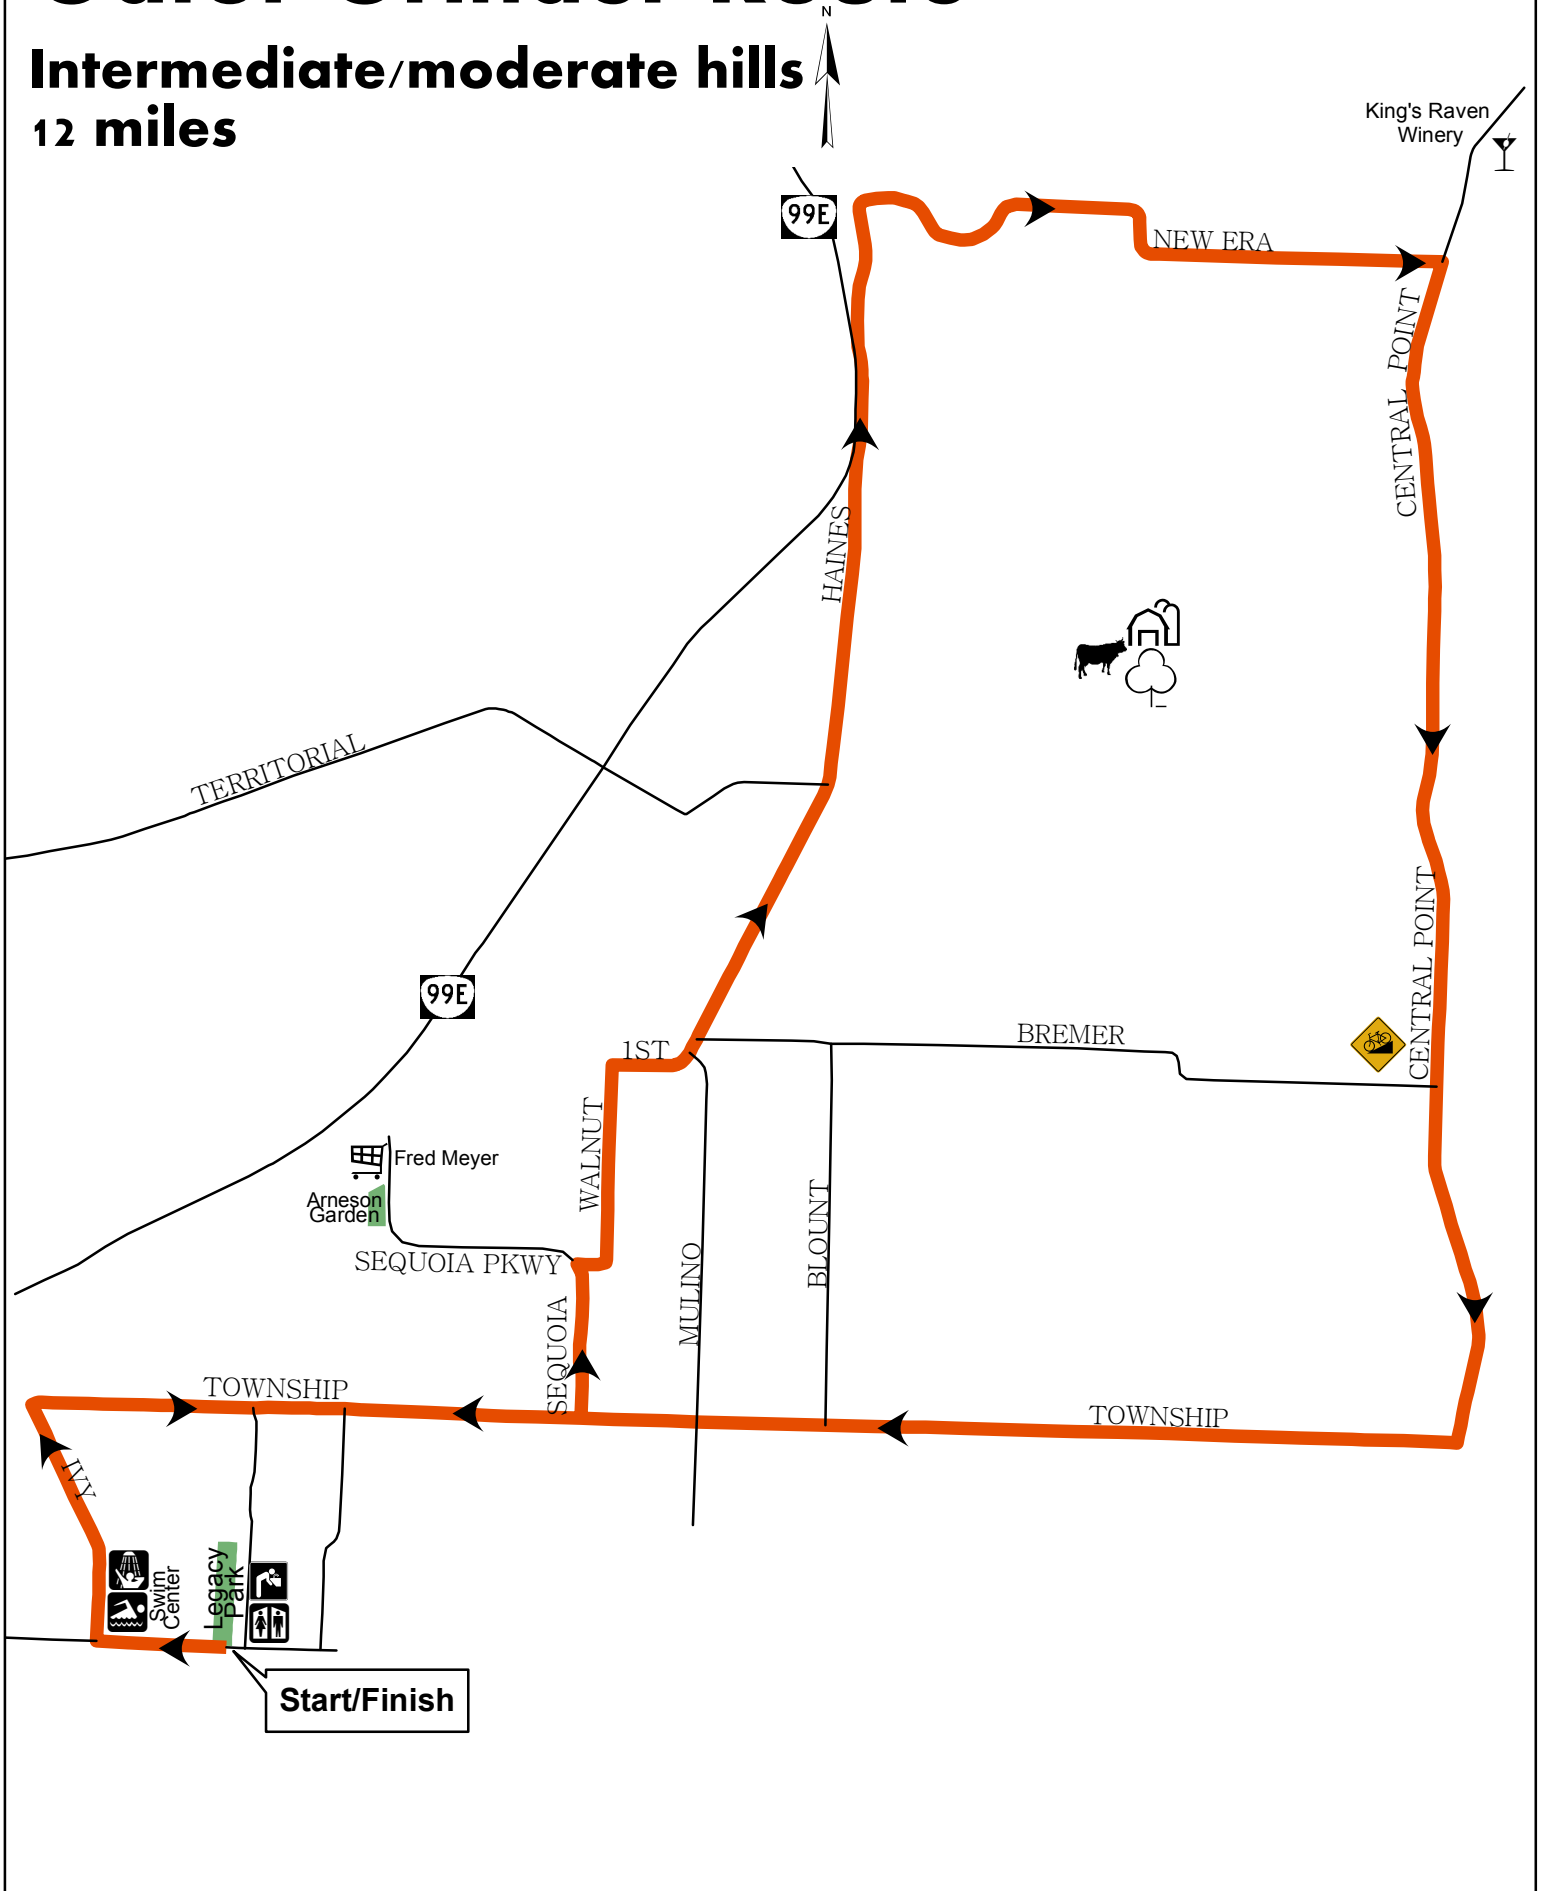 Intermediate/moderate hills
12 miles
N
King's Raven
Winery
99E
NEW ERA
CENTRAL POINT
HAINES
TERRITORIAL
CENTRAL POINT
99E
1ST
BREMER
WALNUT
Fred Meyer
Arneson
Garden
SEQUOIA PKWY
MULINO
BLOUNT
SEQUOIA
TOWNSHIP
TOWNSHIP
IVY
Swim
Center
Legacy
Park
Start/Finish